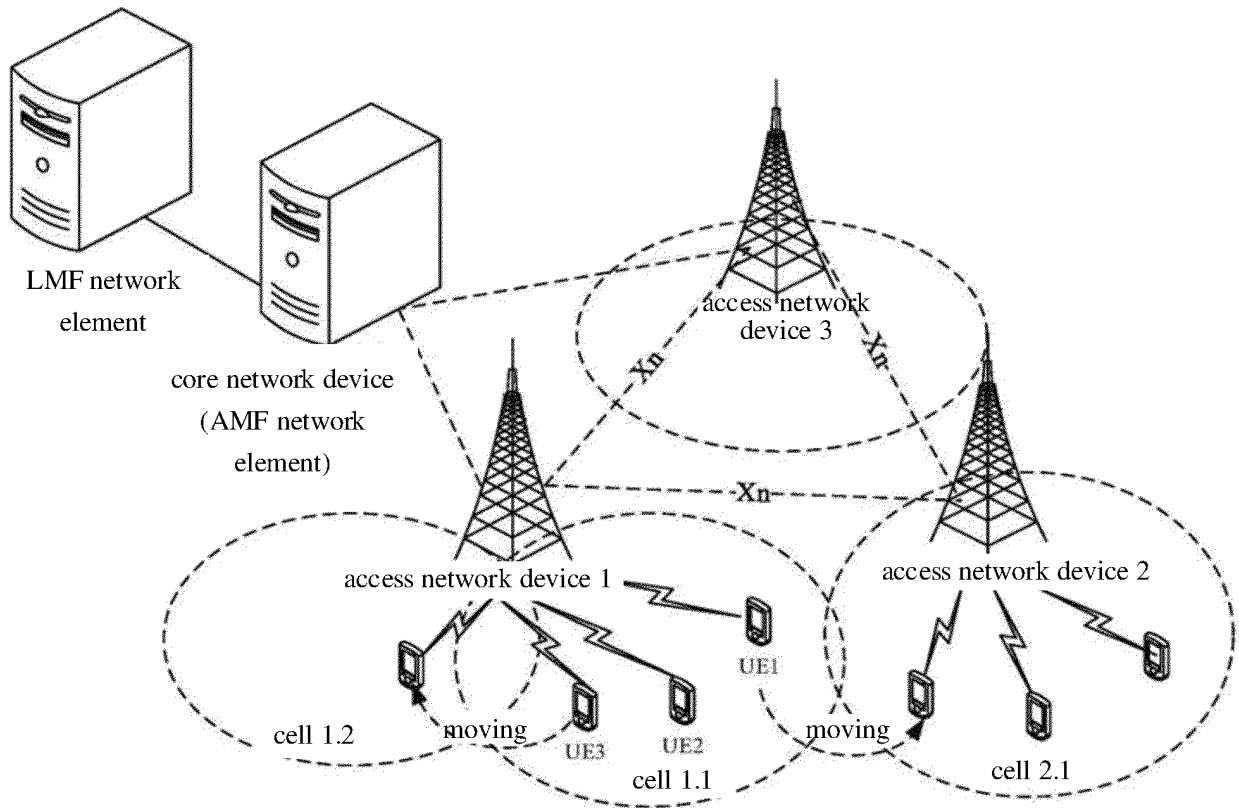 LMF network
element
core network device
(AMF network
element)
access network
device 3
Xn
Xn
Xn
access network device 1
access network device 2
UE1
UE3
UE2
moving
moving
cell 1.2
cell 1.1
cell 2.1